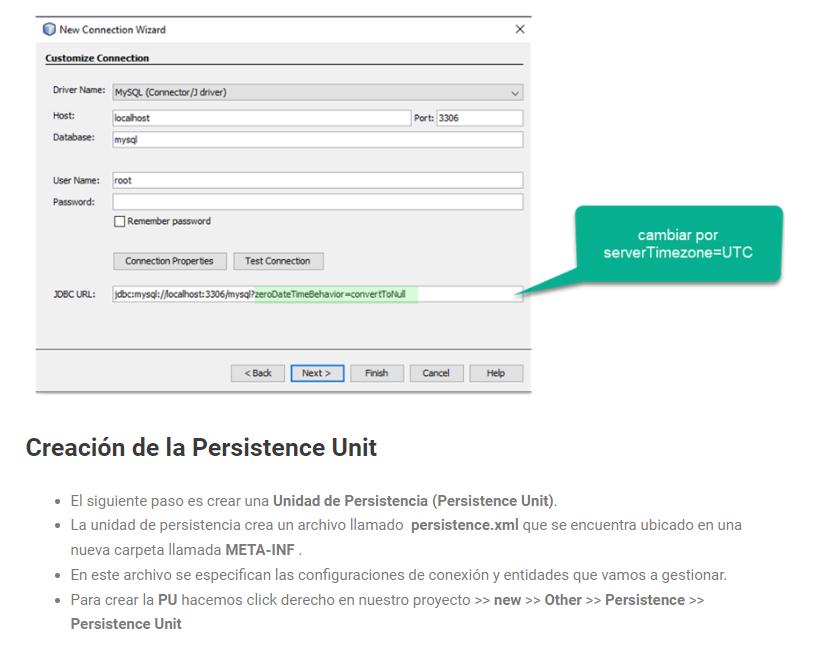 New Connection Wizard
Customize Connection
Driver Name: MySQL (Connector/J driver)
Host: localhost Port: 3306
Database: mysql
User Name: root
Password:
Remember password
cambiar por
serverTimezone=UTC
Connection Properties Test Connection
JDBC URL: jdbc:mysql://localhost:3306/mysql?zeroDateTimeBehavior=convertToNull
< Back Next > Finish Cancel Help
Creación de la Persistence Unit
• El siguiente paso es crear una Unidad de Persistencia (Persistence Unit).
• La unidad de persistencia crea un archivo llamado persistence.xml que se encuentra ubicado en una
nueva carpeta llamada META-INF .
• En este archivo se especifican las configuraciones de conexión y entidades que vamos a gestionar.
• Para crear la PU hacemos click derecho en nuestro proyecto >> new >> Other >> Persistence >>
Persistence Unit